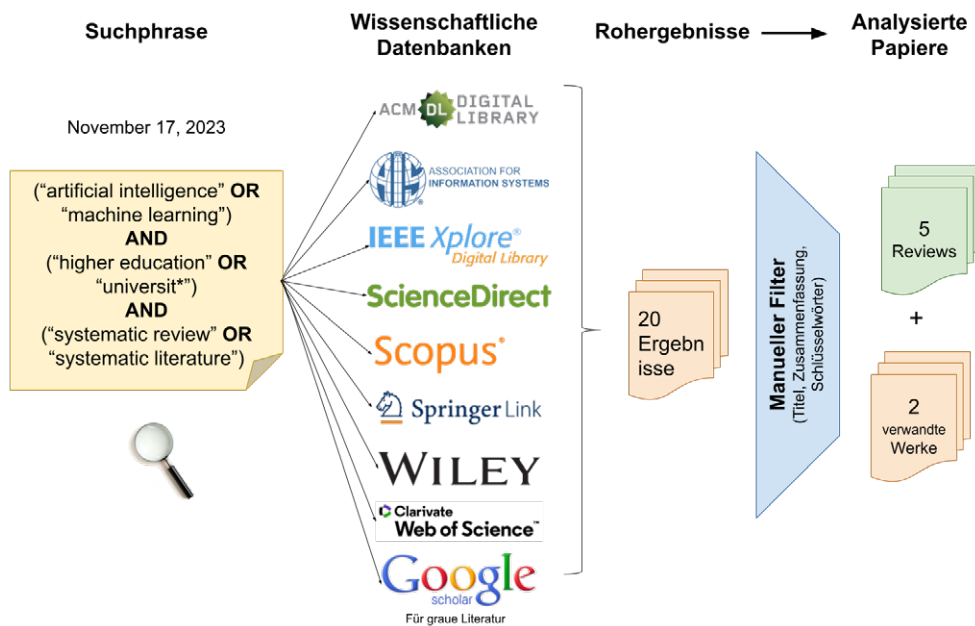 Suchphrase
Wissenschaftliche
Datenbanken
Rohergebnisse
Analysierte
Papiere
November 17, 2023
(“artificial intelligence” OR
“machine learning”)
AND
(“higher education” OR
“universit*”)
AND
(“systematic review” OR
“systematic literature”)
ACM DL DIGITAL
LIBRARY
ASSOCIATION FOR
INFORMATION SYSTEMS
IEEE Xplore®
Digital Library
ScienceDirect
Scopus®
Springer Link
WILEY
Clarivate
Web of Science™
Google
scholar
Für graue Literatur
20
Ergebn
isse
Manueller Filter
(Titel, Zusammenfassung,
Schlüsselwörter)
5
Reviews
+
2
verwandte
Werke